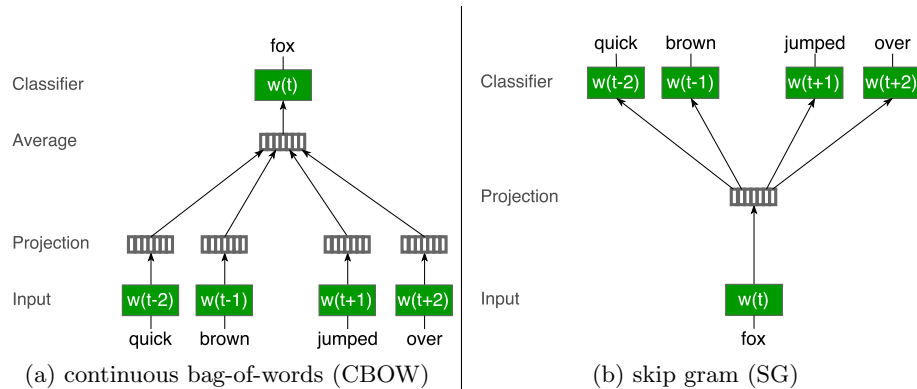 fox
Classifier w(t)
Average
Projection
Input w(t-2) w(t-1) w(t+1) w(t+2)
quick brown jumped over
(a) continuous bag-of-words (CBOW)
quick brown jumped over
Classifier w(t-2) w(t-1) w(t+1) w(t+2)
Projection
Input w(t)
fox
(b) skip gram (SG)